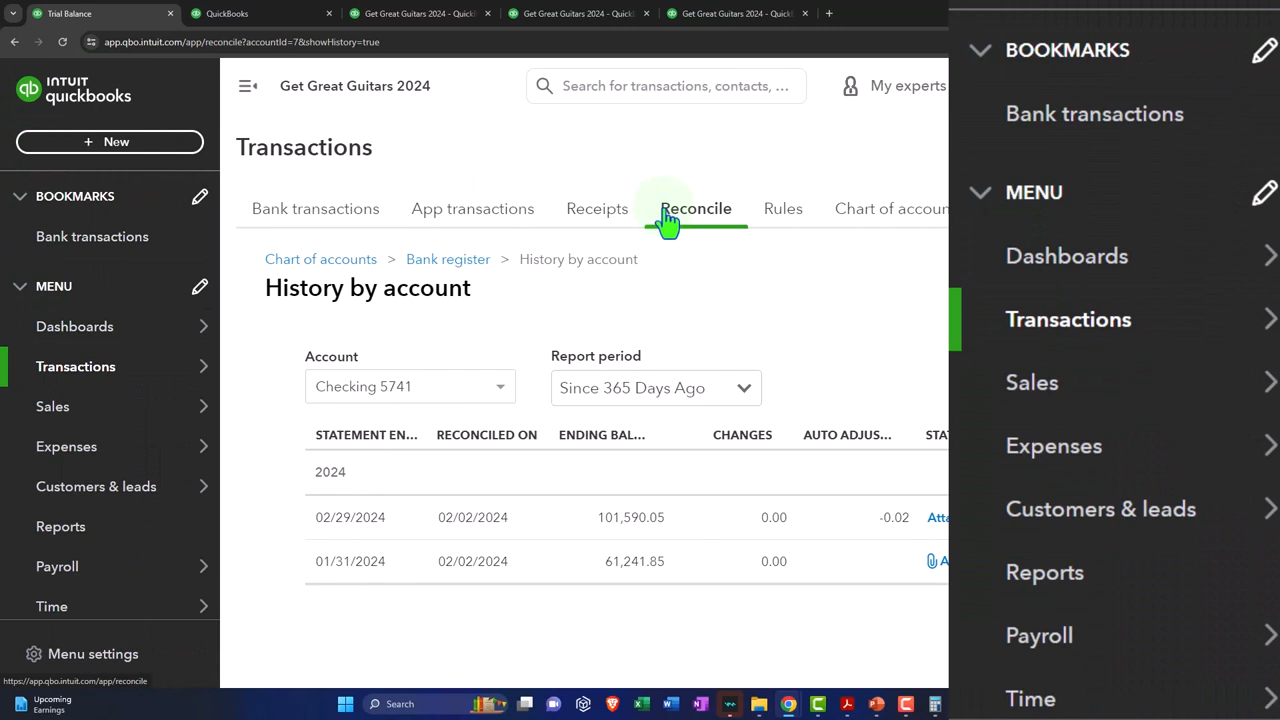 Trial Balance
QuickBooks
Get Great Guitars 2024 - QuickB
Get Great Guitars 2024 - QuickB
Get Great Guitars 2024 - QuickB
app.qbo.intuit.com/app/reconcile?accountId=7&showHistory=true
INTUIT
quickbooks
qb
Get Great Guitars 2024
Search for transactions, contacts, ...
My experts
+ New
Transactions
BOOKMARKS
Bank transactions
MENU
Dashboards
Transactions
Sales
Expenses
Customers & leads
Reports
Payroll
Time
Menu settings
Bank transactions
App transactions
Receipts
Reconcile
Rules
Chart of accoun
Chart of accounts > Bank register > History by account
History by account
Account
Report period
Checking 5741
Since 365 Days Ago
STATEMENT EN... RECONCILED ON ENDING BAL... CHANGES AUTO ADJUS... STA
2024
02/29/2024 02/02/2024 101,590.05 0.00 -0.02 Atta
01/31/2024 02/02/2024 61,241.85 0.00 A
https://app.qbo.intuit.com/app/reconcile
Upcoming
Earnings
Search
BOOKMARKS
Bank transactions
MENU
Dashboards
Transactions
Sales
Expenses
Customers & leads
Reports
Payroll
Time